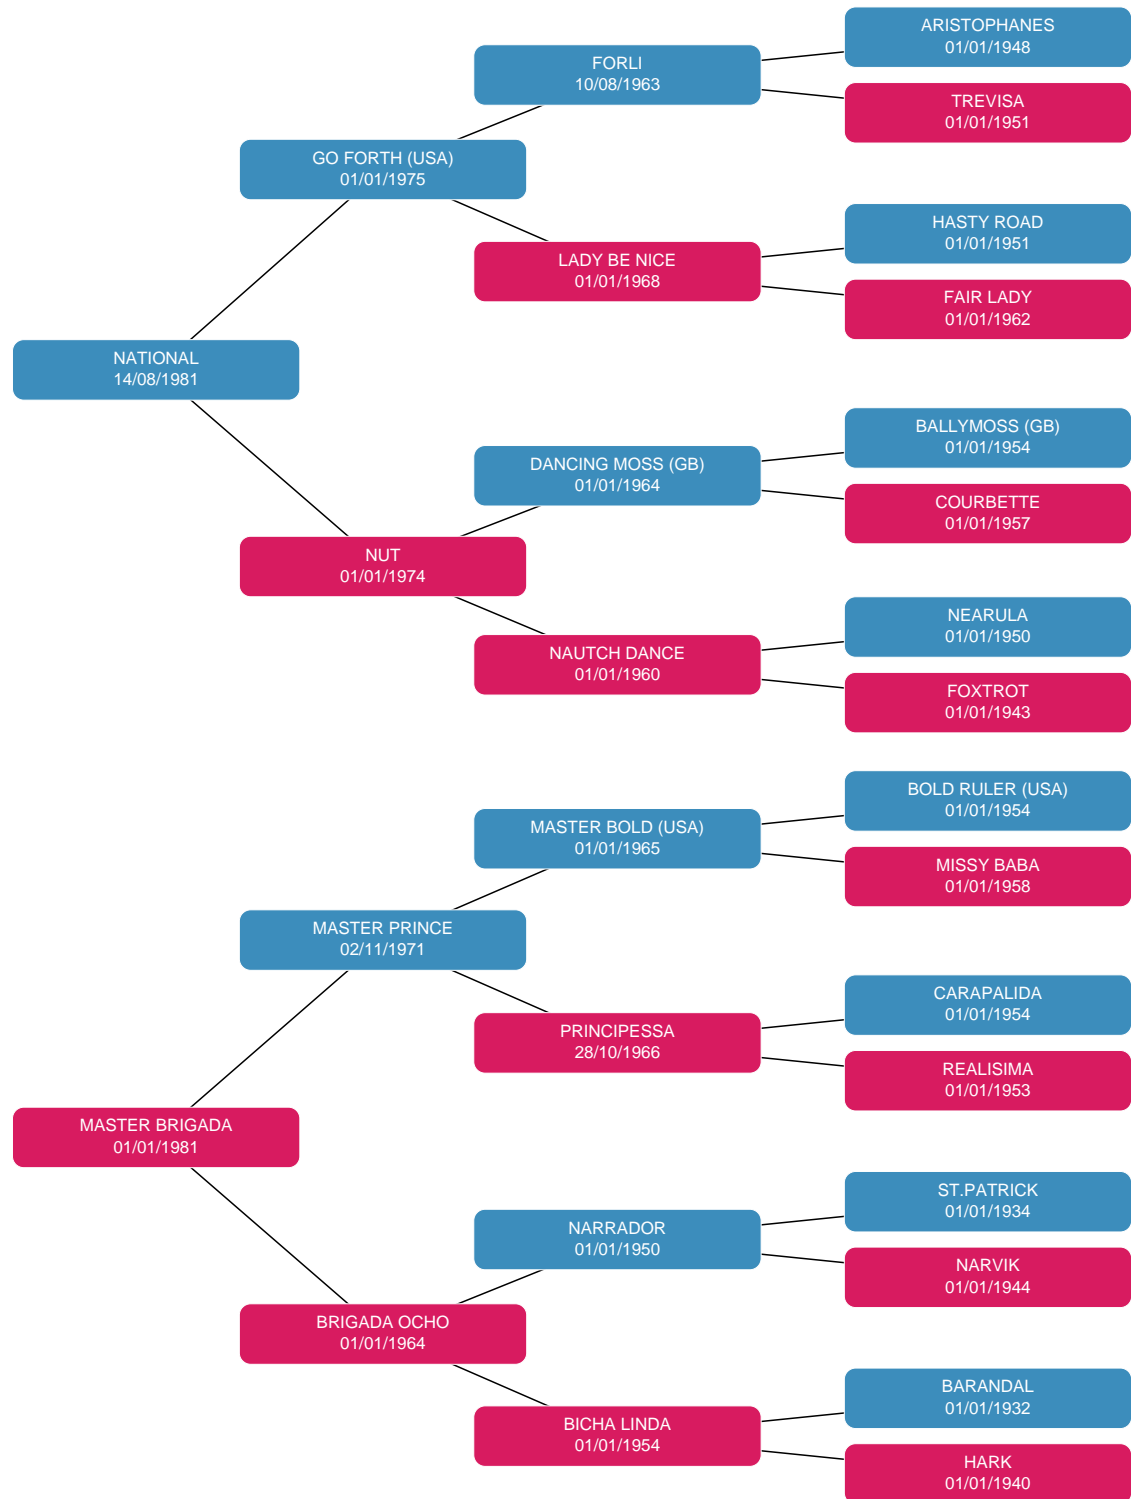 ARISTOPHANES
01/01/1948
FORLI
10/08/1963
TREVISA
01/01/1951
GO FORTH (USA)
01/01/1975
HASTY ROAD
01/01/1951
LADY BE NICE
01/01/1968
FAIR LADY
01/01/1962
NATIONAL
14/08/1981
BALLYMOSS (GB)
01/01/1954
DANCING MOSS (GB)
01/01/1964
COURBETTE
01/01/1957
NUT
01/01/1974
NEARULA
01/01/1950
NAUTCH DANCE
01/01/1960
FOXTROT
01/01/1943
BOLD RULER (USA)
01/01/1954
MASTER BOLD (USA)
01/01/1965
MISSY BABA
01/01/1958
MASTER PRINCE
02/11/1971
CARAPALIDA
01/01/1954
PRINCIPESSA
28/10/1966
REALISIMA
01/01/1953
MASTER BRIGADA
01/01/1981
ST.PATRICK
01/01/1934
NARRADOR
01/01/1950
NARVIK
01/01/1944
BRIGADA OCHO
01/01/1964
BARANDAL
01/01/1932
BICHA LINDA
01/01/1954
HARK
01/01/1940